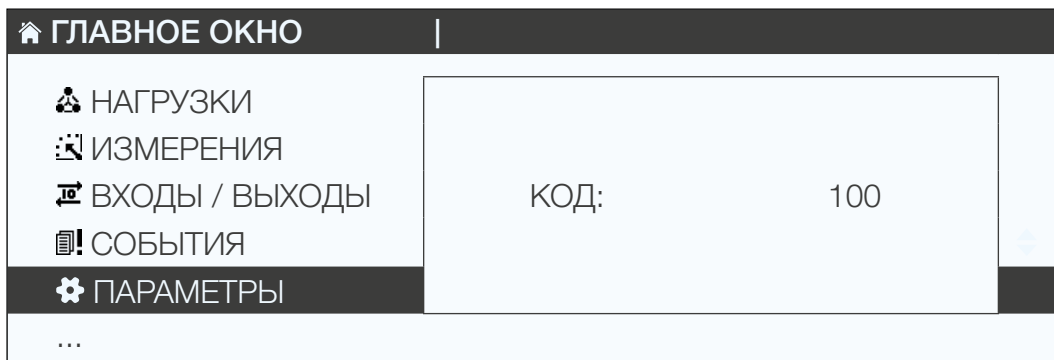 ГЛАВНОЕ ОКНО |
НАГРУЗКИ
ИЗМЕРЕНИЯ
ВХОДЫ / ВЫХОДЫ
КОД: 100
СОБЫТИЯ
ПАРАМЕТРЫ
...